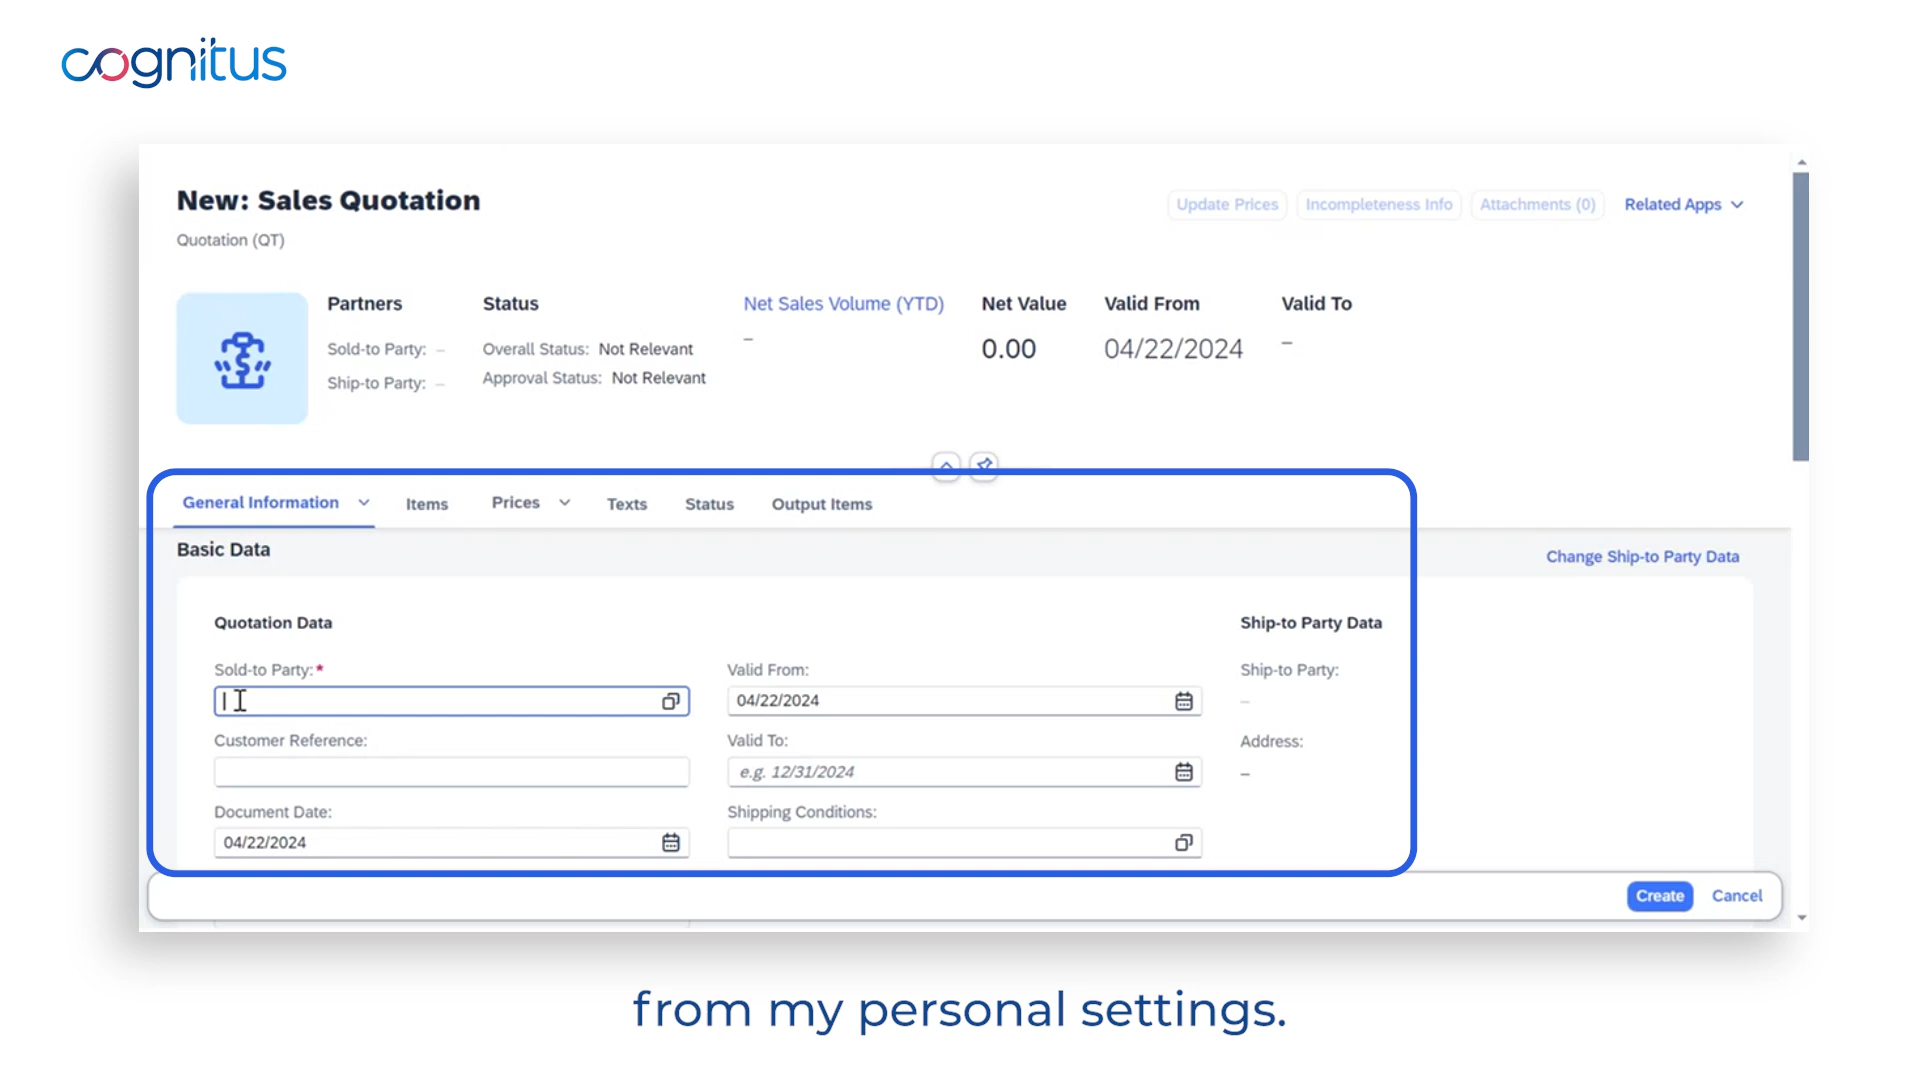 cognitus
New: Sales Quotation
Update Prices Incompleteness Info Attachments (0) Related Apps
Quotation (QT)
Partners Status Net Sales Volume (YTD) Net Value Valid From Valid To
Sold-to Party: – Overall Status: Not Relevant – 0.00 04/22/2024 –
Ship-to Party: – Approval Status: Not Relevant
General Information Items Prices Texts Status Output Items
Basic Data
Change Ship-to Party Data
Quotation Data Ship-to Party Data
Sold-to Party:* Valid From: Ship-to Party:
04/22/2024 –
Customer Reference: Valid To: Address:
e.g. 12/31/2024 –
Document Date: Shipping Conditions:
04/22/2024
Create Cancel
from my personal settings.